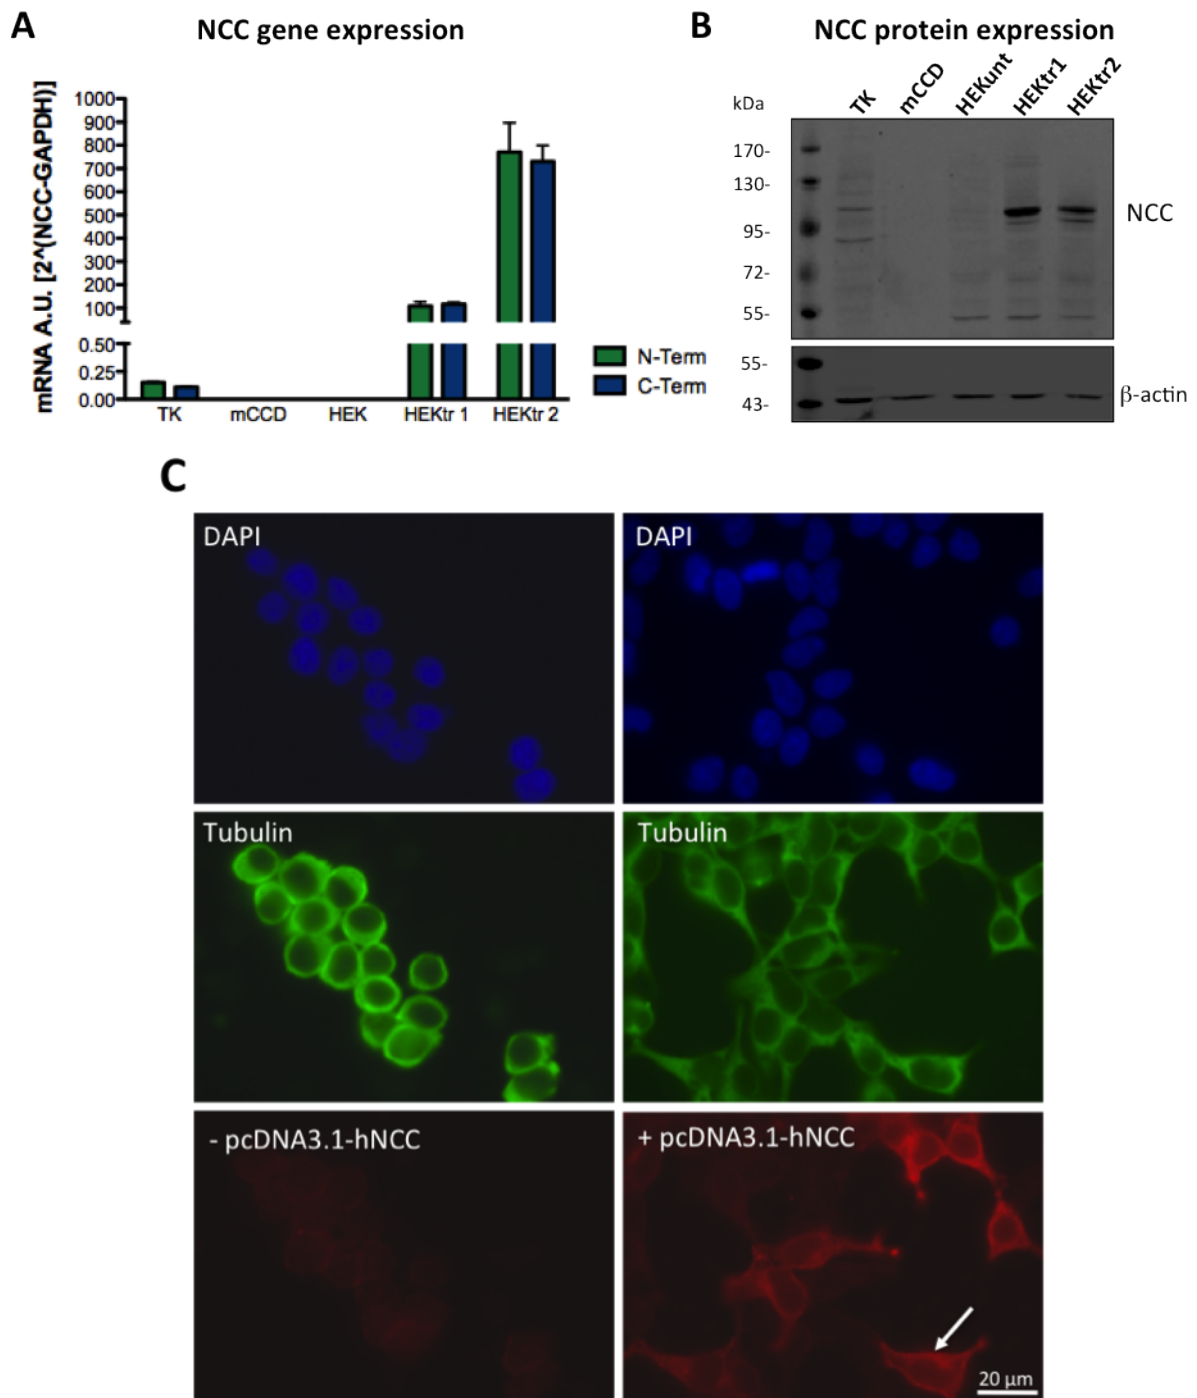 A
NCC gene expression
mRNA A.U. [2^(NCC-GAPDH)]
1000
900
800
700
600
500
400
300
200
100
0.50
0.25
0.00
TK mCCD HEK HEKtr 1 HEKtr 2
N-Term
C-Term
B
NCC protein expression
kDa
TK mCCD HEKunt HEKtr1 HEKtr2
170-
130-
95-
72-
55-
NCC
55-
43-
β-actin
C
DAPI
DAPI
Tubulin
Tubulin
- pcDNA3.1-hNCC
+ pcDNA3.1-hNCC
20 µm